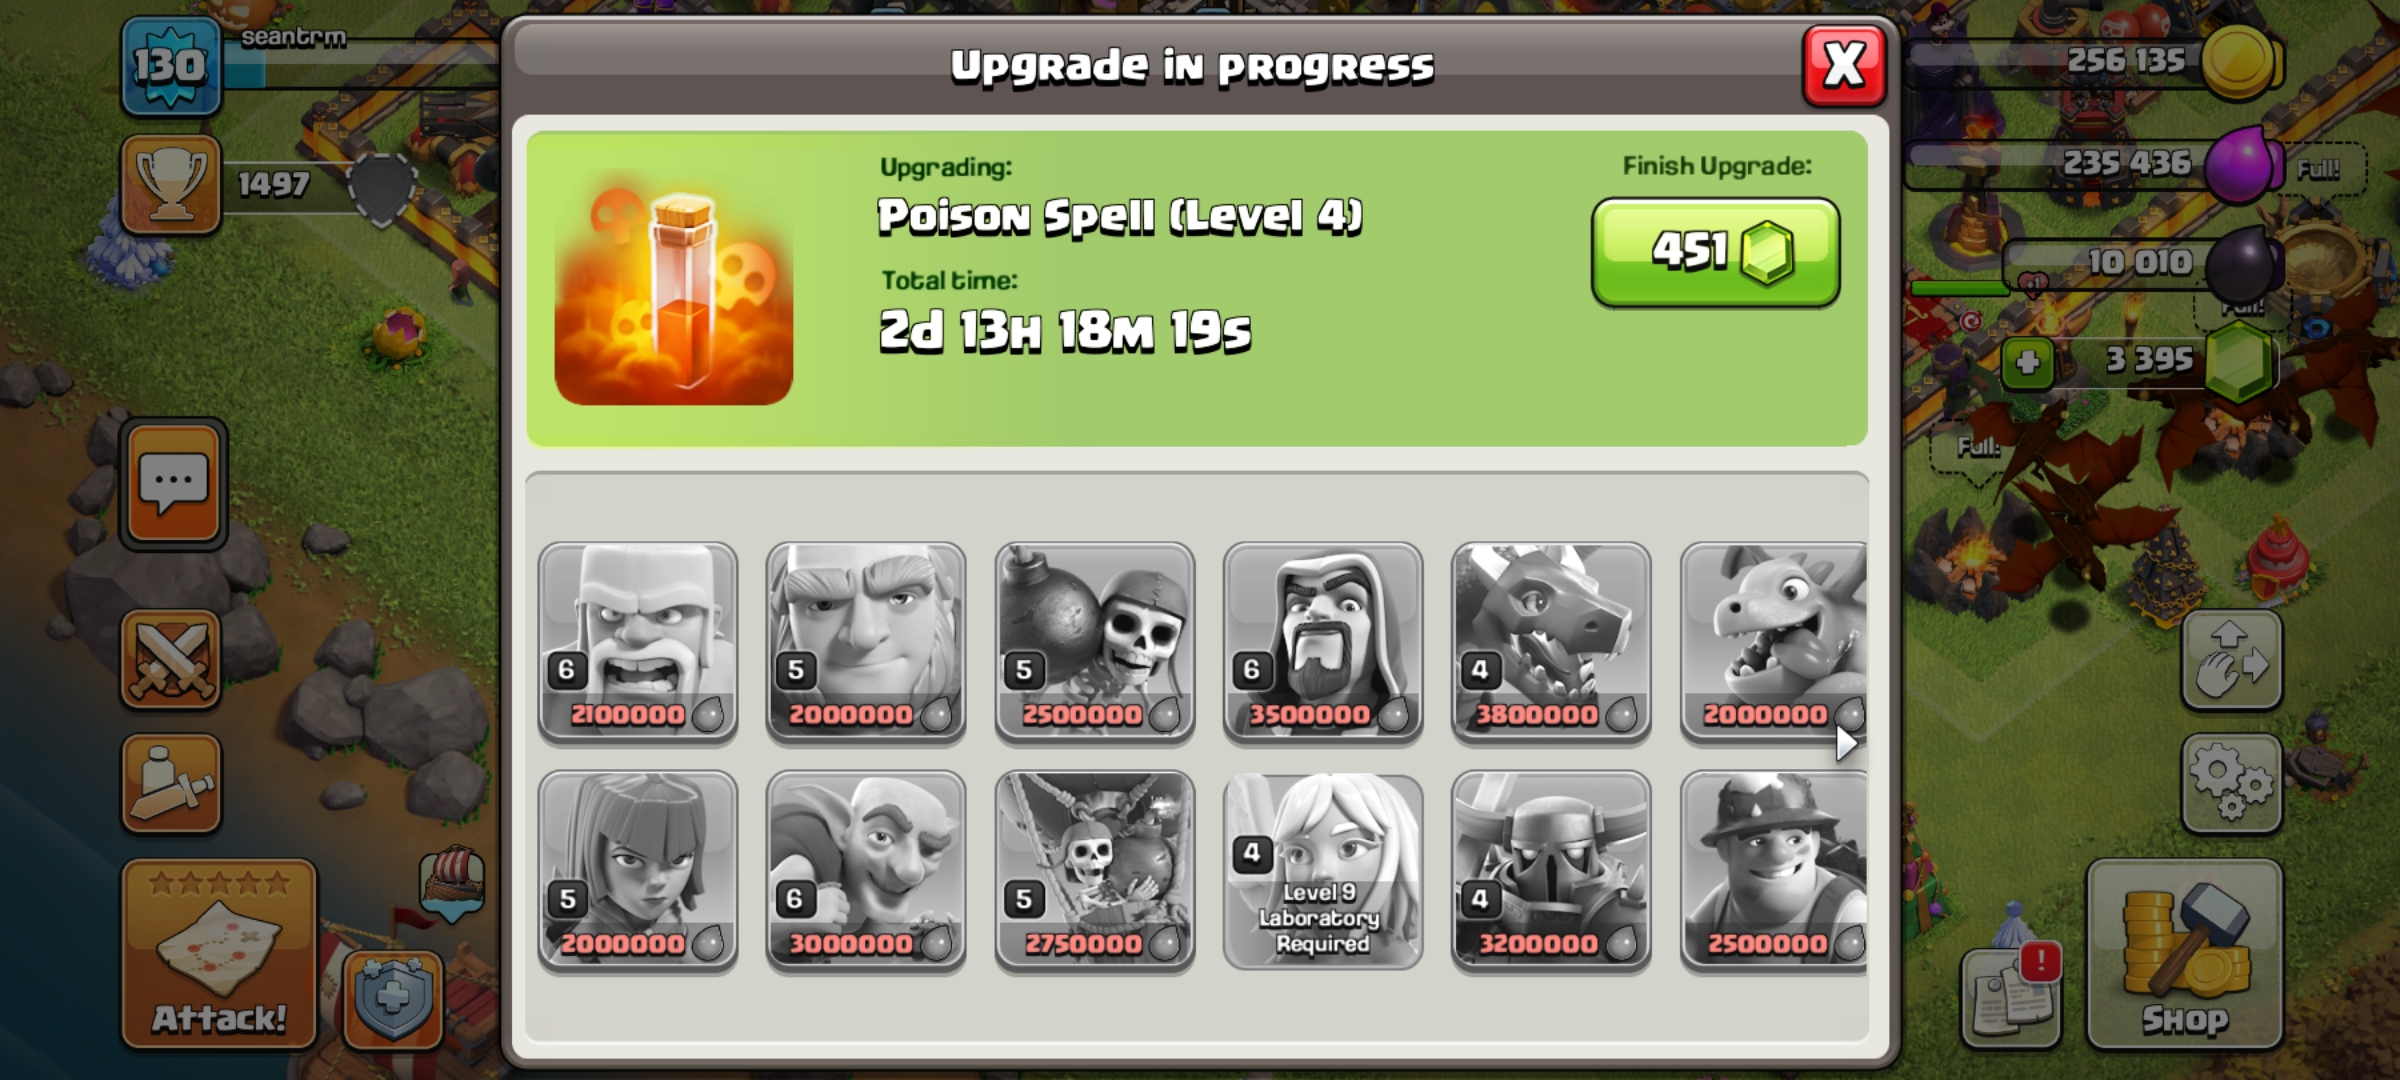 130
seantrm
Upgrade in progress
X
256 135
1497
235 436
Full!
10 010
Full!
3 395
Full!
Upgrading:
Poison Spell (Level 4)
Total time:
2d 13H 18M 19s
Finish Upgrade:
451
6
2100000
5
2000000
5
2500000
6
3500000
4
3800000
2000000
5
2000000
6
3000000
5
2750000
4
Level 9
Laboratory
Required
4
3200000
2500000
Attack!
!
Shop